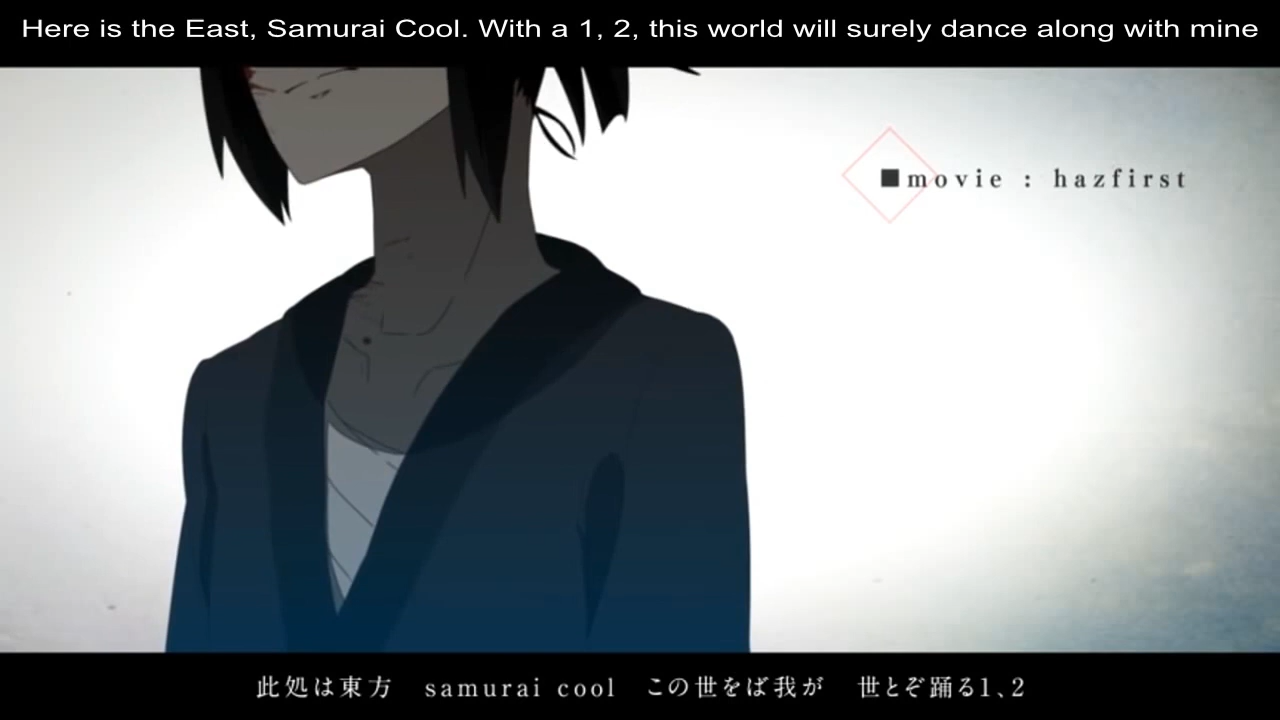 Here is the East, Samurai Cool. With a 1, 2, this world will surely dance along with mine
■movie : hazfirst
此処は東方　samurai cool　この世をば我が　世とぞ踊る1、2